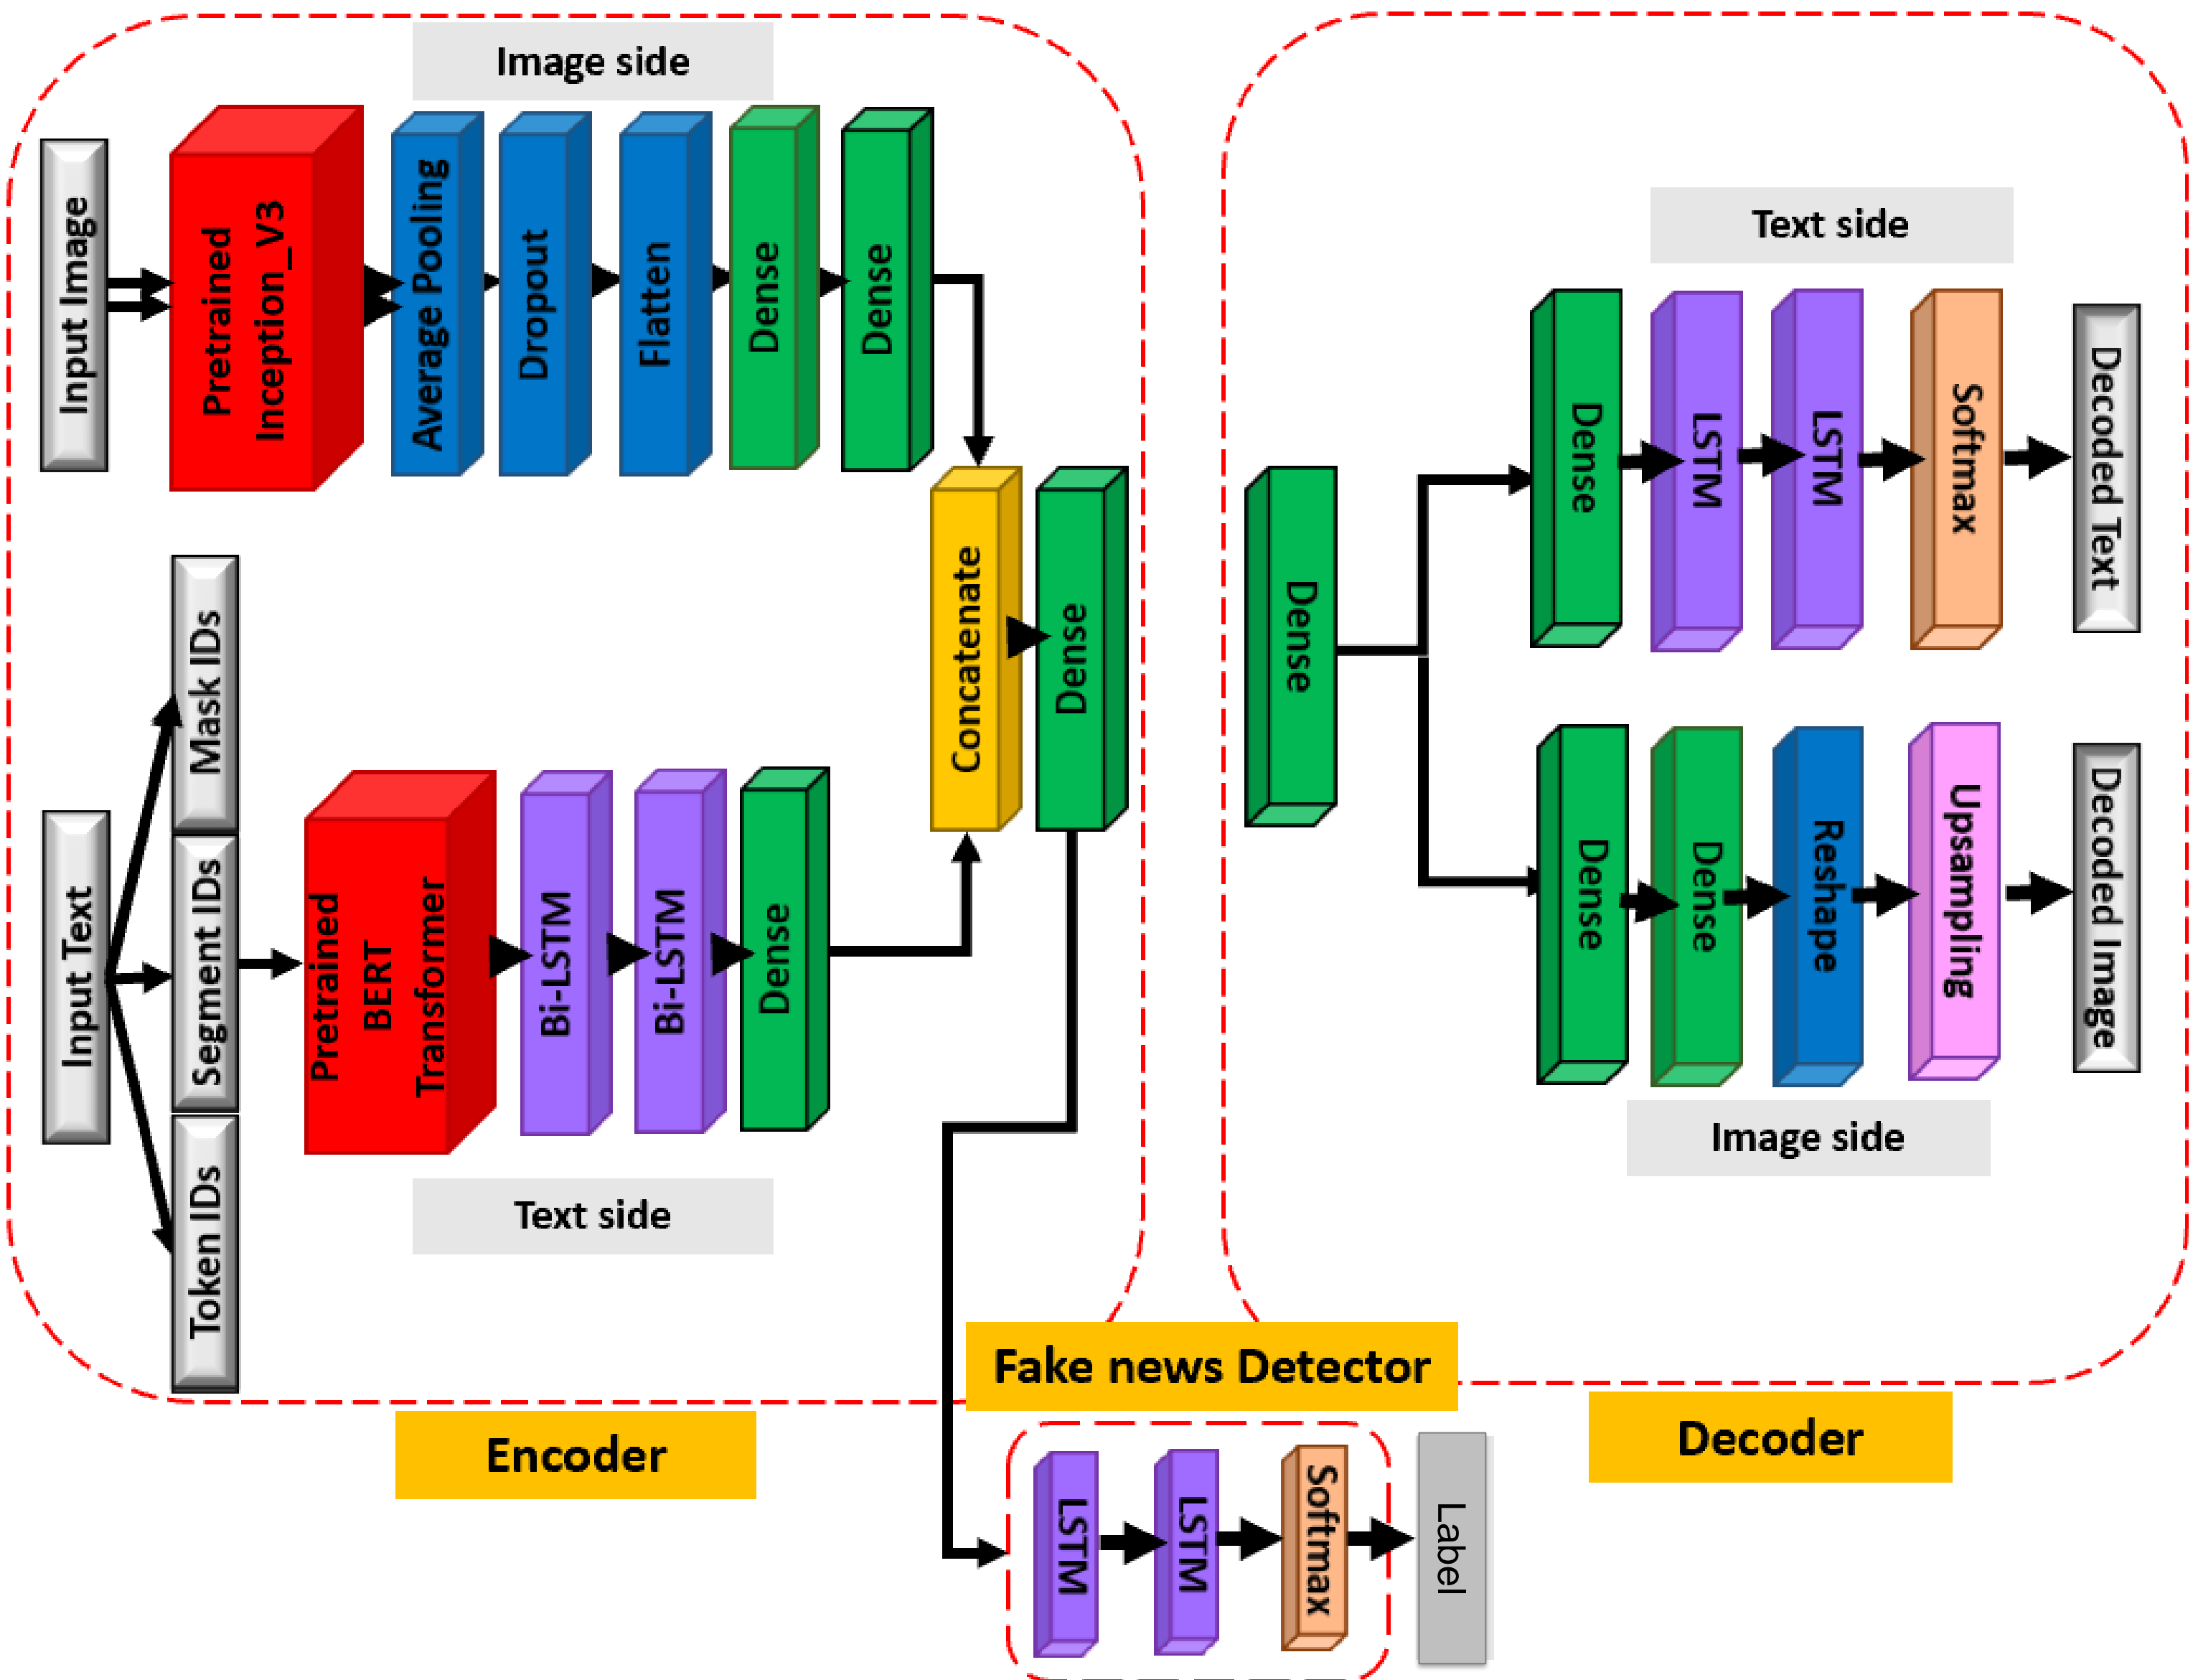 Image side
Input Image
Pretrained
Inception_V3
Average Pooling
Dropout
Flatten
Dense
Dense
Input Text
Mask IDs
Segment IDs
Token IDs
Pretrained
BERT
Transformer
Bi-LSTM
Bi-LSTM
Dense
Text side
Concatenate
Dense
Encoder
Dense
Text side
Dense
LSTM
LSTM
Softmax
Decoded Text
Dense
Dense
Reshape
Upsampling
Decoded Image
Image side
Decoder
Fake news Detector
LSTM
LSTM
Softmax
Label